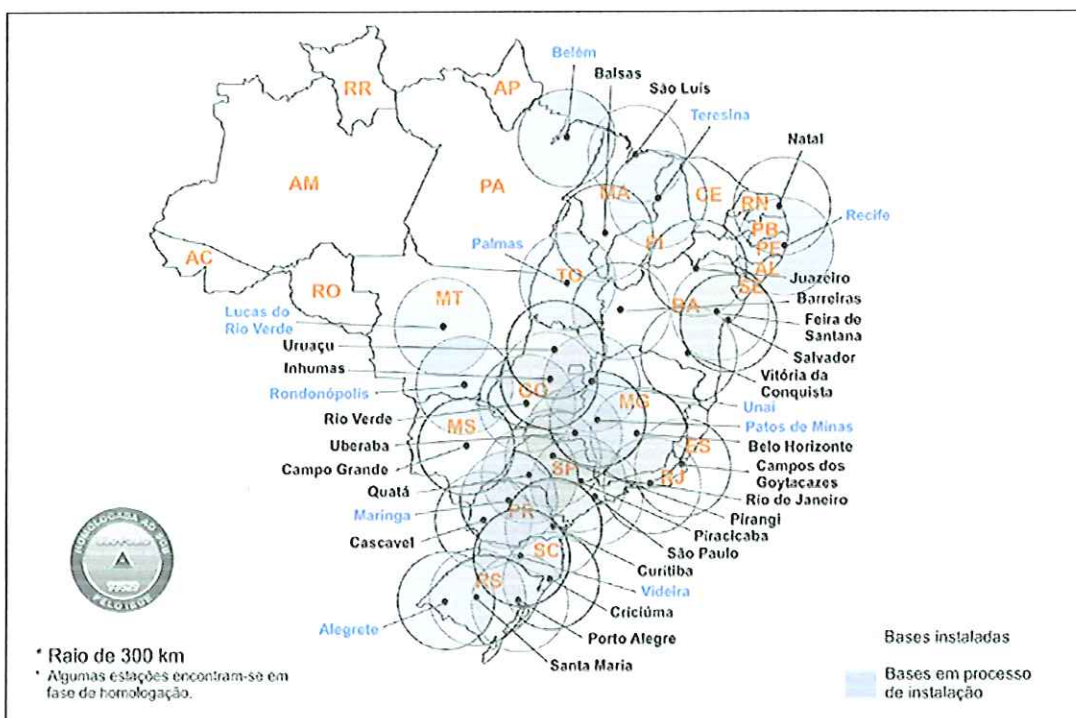 Belém
Balsas
São Luís
Teresina
Natal
Recife
RR
AP
AM
PA
MA
CE
RN
PB
PE
AL
SE
PI
AC
RO
MT
TO
BA
Palmas
Juazeiro
Barreiras
Feira de
Santana
Salvador
Vitória da
Conquista
Lucas do
Rio Verde
Uruaçu
Inhumas
Rondonópolis
Rio Verde
Uberaba
Campo Grande
Quatá
Maringa
Cascavel
GO
MG
MS
ES
SP
RJ
PR
SC
RS
Unaí
Patos de Minas
Belo Horizonte
Campos dos
Goytacazes
Rio de Janeiro
Pirangi
Piracicaba
São Paulo
Curitiba
Videira
Criciúma
Porto Alegre
Santa Maria
Alegrete
HOMOLOGADA AO SGB
* Raio de 300 km
* Algumas estações encontram-se em
fase de homologação.
Bases instaladas
Bases em processo
de instalação